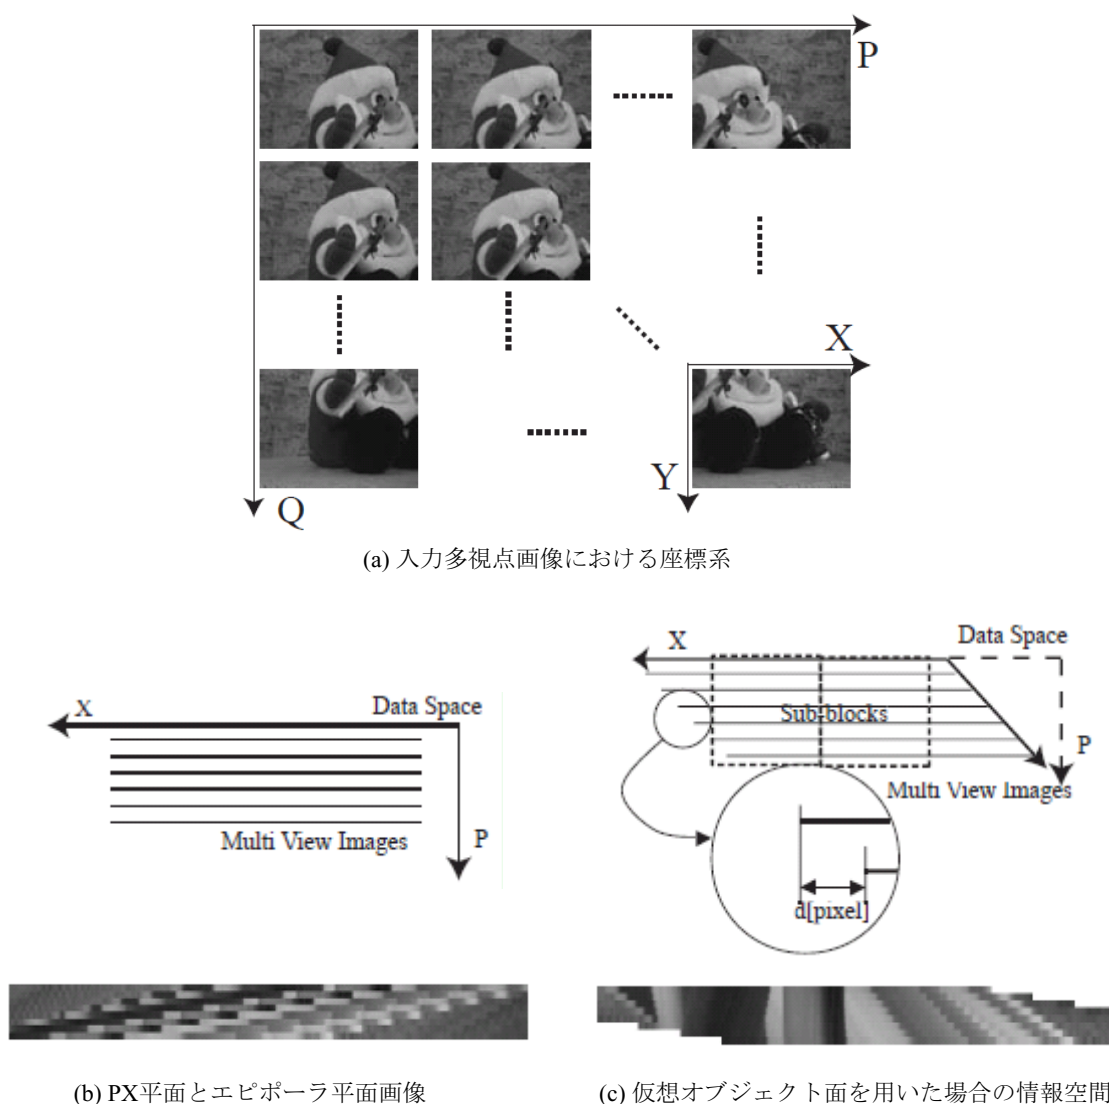 P
X
Y
Q
(a) 入力多視点画像における座標系
X
Data Space
Multi View Images
P
X
Data Space
Sub-blocks
P
Multi View Images
d[pixel]
(b) PX平面とエピポーラ平面画像
(c) 仮想オブジェクト面を用いた場合の情報空間